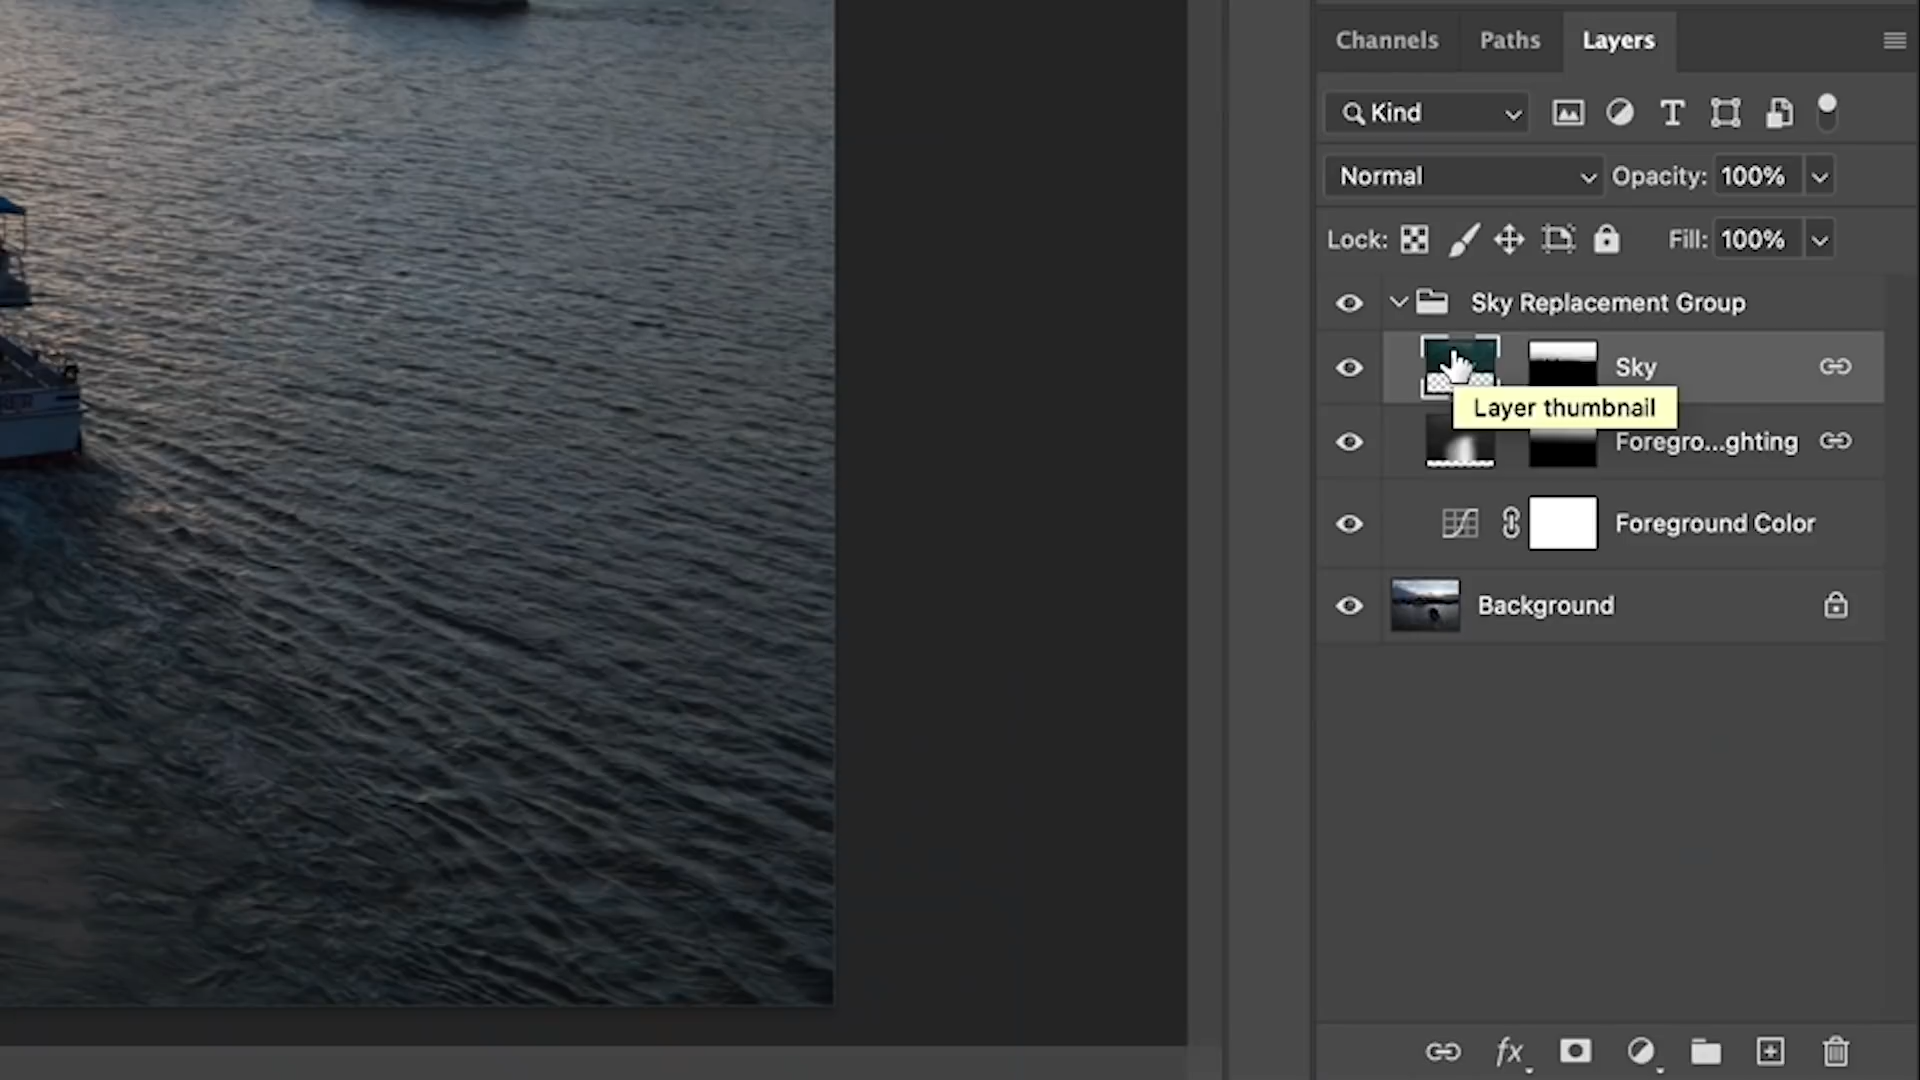 Channels Paths Layers
Kind
Normal Opacity: 100%
Lock: Fill: 100%
Sky Replacement Group
Sky
Layer thumbnail
Foregro...ghting
Foreground Color
Background
fx